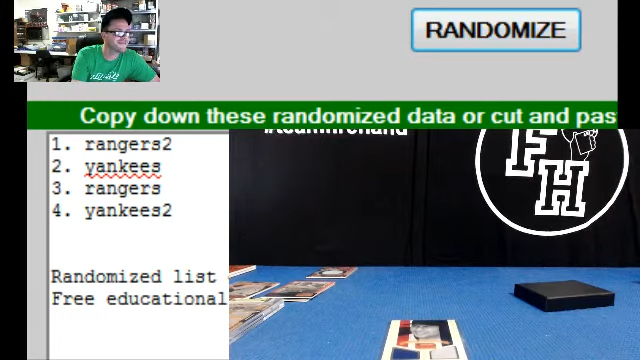 RANDOMIZE
Copy down these randomized data or cut and pas
1. rangers2
2. yankees
3. rangers
4. yankees2
FH
Randomized list
Free educational